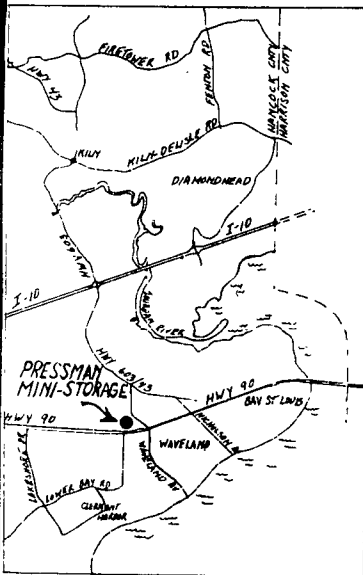 FIRETOWER RD
HWY 43
FENTON RD
HANCOCK CNTY
HARRISON CNTY
KILN
KILN-DELISLE RD
DIAMONDHEAD
HWY 603
I-10
I-10
RIVER
HWY 603/43
PRESSMAN
MINI-STORAGE
HWY 90
HWY 90
BAY ST. LOUIS
WAVELAND
WAVELAND AV
LAKESHORE DR
LOWER BAY RD
CLERMONT
HARBOR